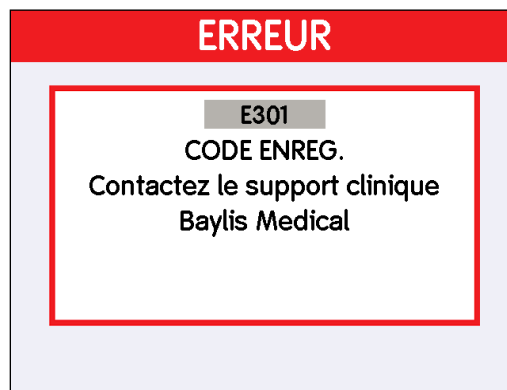 ERREUR
E301
CODE ENREG.
Contactez le support clinique
Baylis Medical